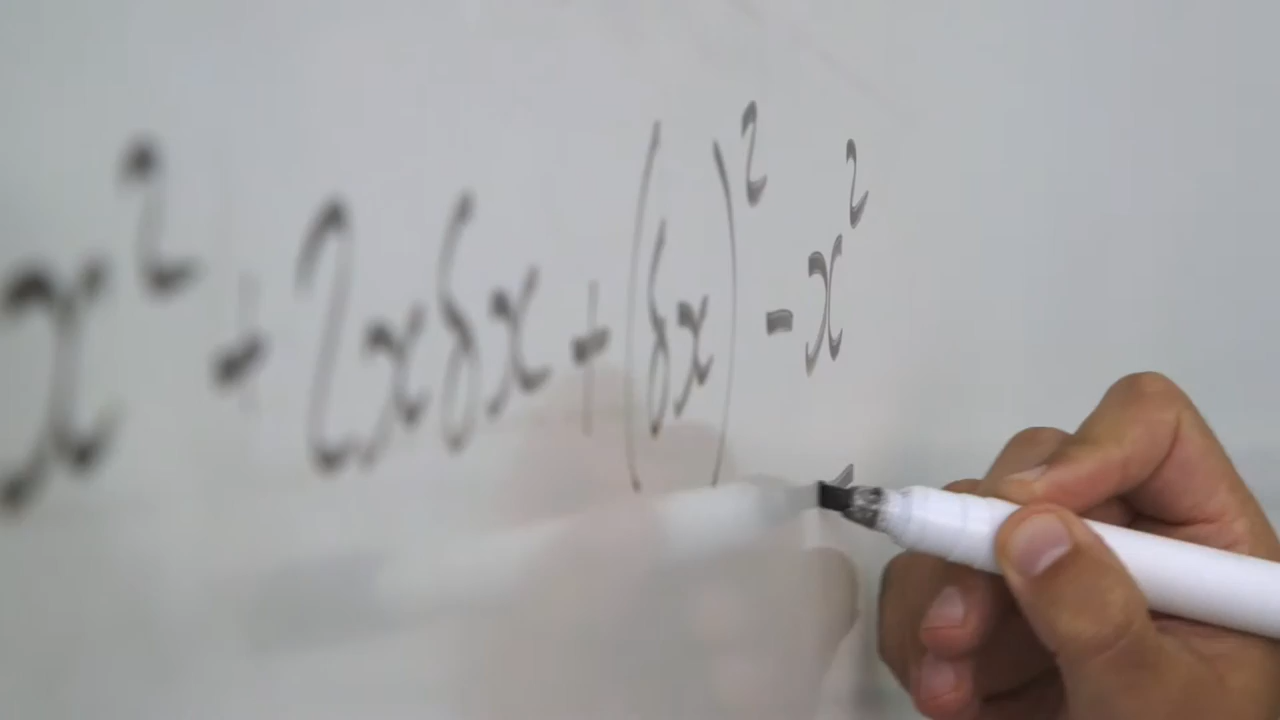 x² + 2xδx + (δx)² - x²